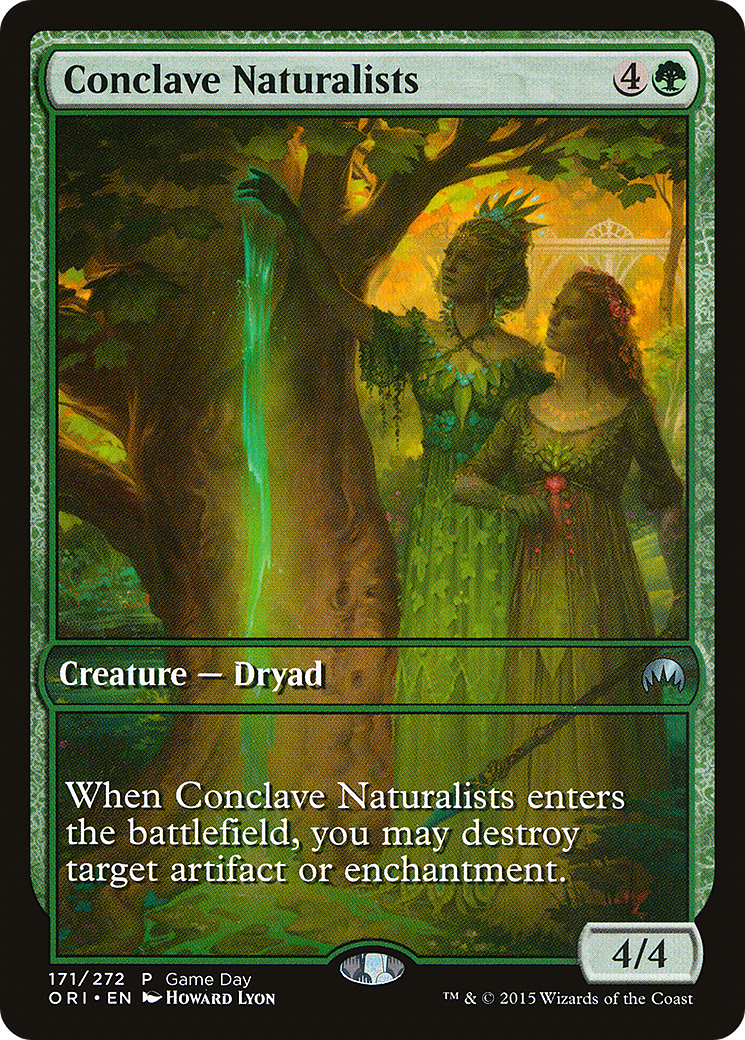 Conclave Naturalists 4
Creature — Dryad
When Conclave Naturalists enters
the battlefield, you may destroy
target artifact or enchantment.
4/4
171/272 P Game Day
ORI • EN Howard Lyon
™ & © 2015 Wizards of the Coast